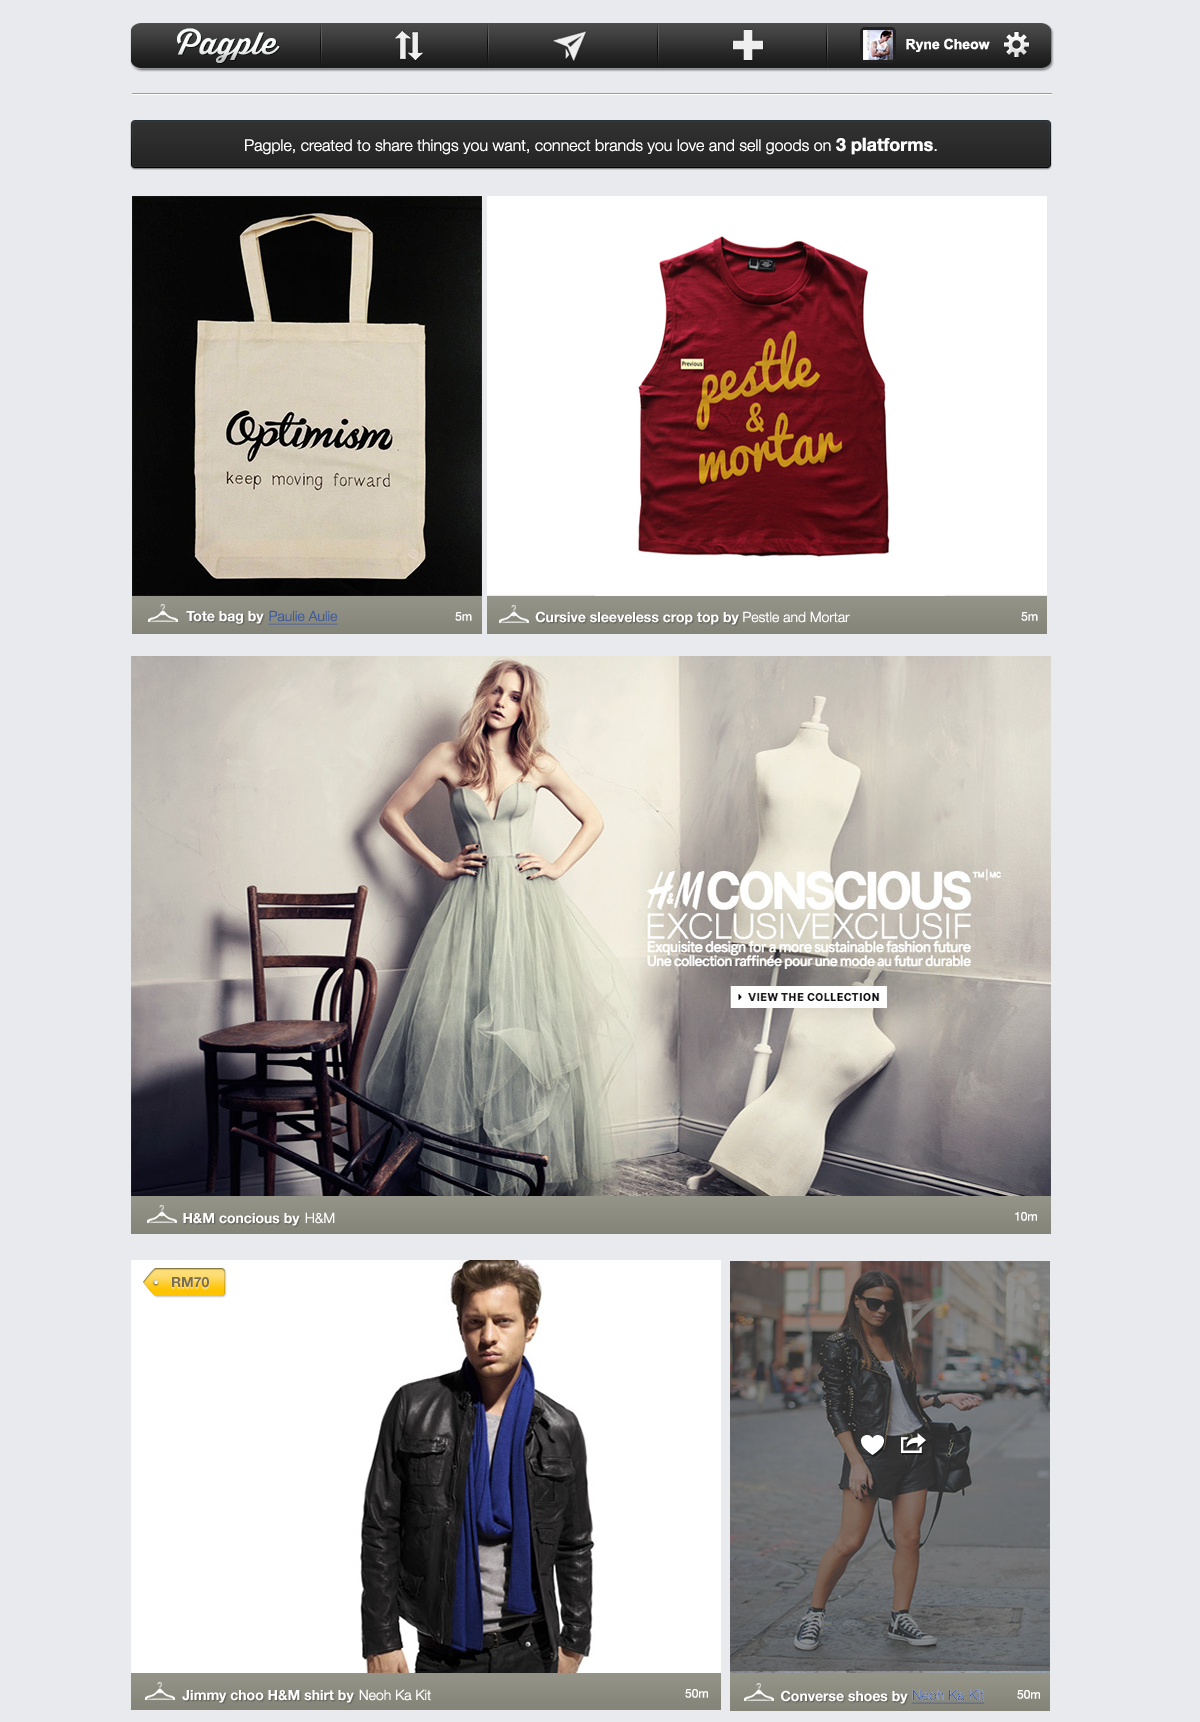 Pagple
Ryne Cheow
Pagple, created to share things you want, connect brands you love and sell goods on 3 platforms.
Optimism
keep moving forward
Previous
pestle
&
mortar
Tote bag by Paulie Aulie 5m
Cursive sleeveless crop top by Pestle and Mortar 5m
H&M CONSCIOUS TM|MC
EXCLUSIVEXCLUSIF
Exquisite design for a more sustainable fashion future
Une collection raffinée pour une mode au futur durable
VIEW THE COLLECTION
H&M concious by H&M 10m
RM70
Jimmy choo H&M shirt by Neoh Ka Kit 50m
Converse shoes by Neoh Ka Kit 50m